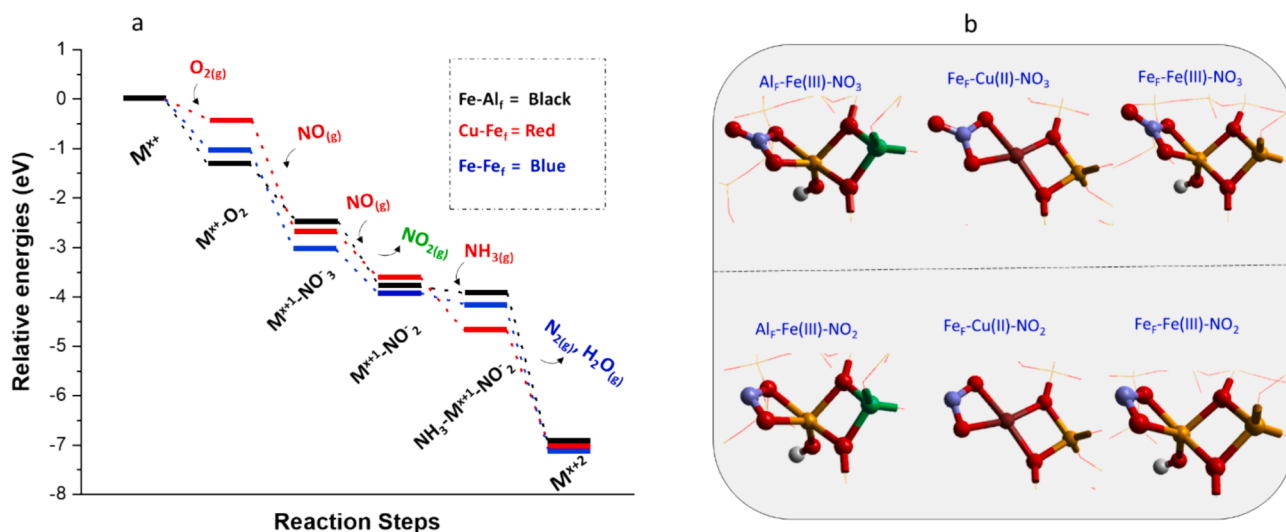 a
Relative energies (eV)
1
0
-1
-2
-3
-4
-5
-6
-7
-8
O2(g)
NO(g)
NO(g)
NO2(g)
NH3(g)
N2(g), H2O(g)
Mx+
Mx+-O2
Mx+1-NO-3
Mx+1-NO-2
NH3-Mx+1-NO-2
Mx+2
Fe-Alf = Black
Cu-Fef = Red
Fe-Fef = Blue
Reaction Steps
b
AlF-Fe(III)-NO3
FeF-Cu(II)-NO3
FeF-Fe(III)-NO3
AlF-Fe(III)-NO2
FeF-Cu(II)-NO2
FeF-Fe(III)-NO2